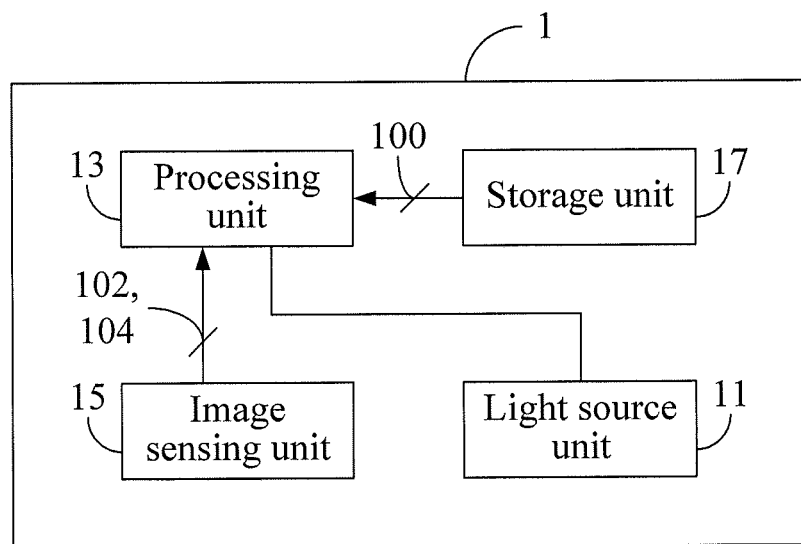 1
13
Processing
unit
100
Storage unit
17
102,
104
15
Image
sensing unit
Light source
unit
11